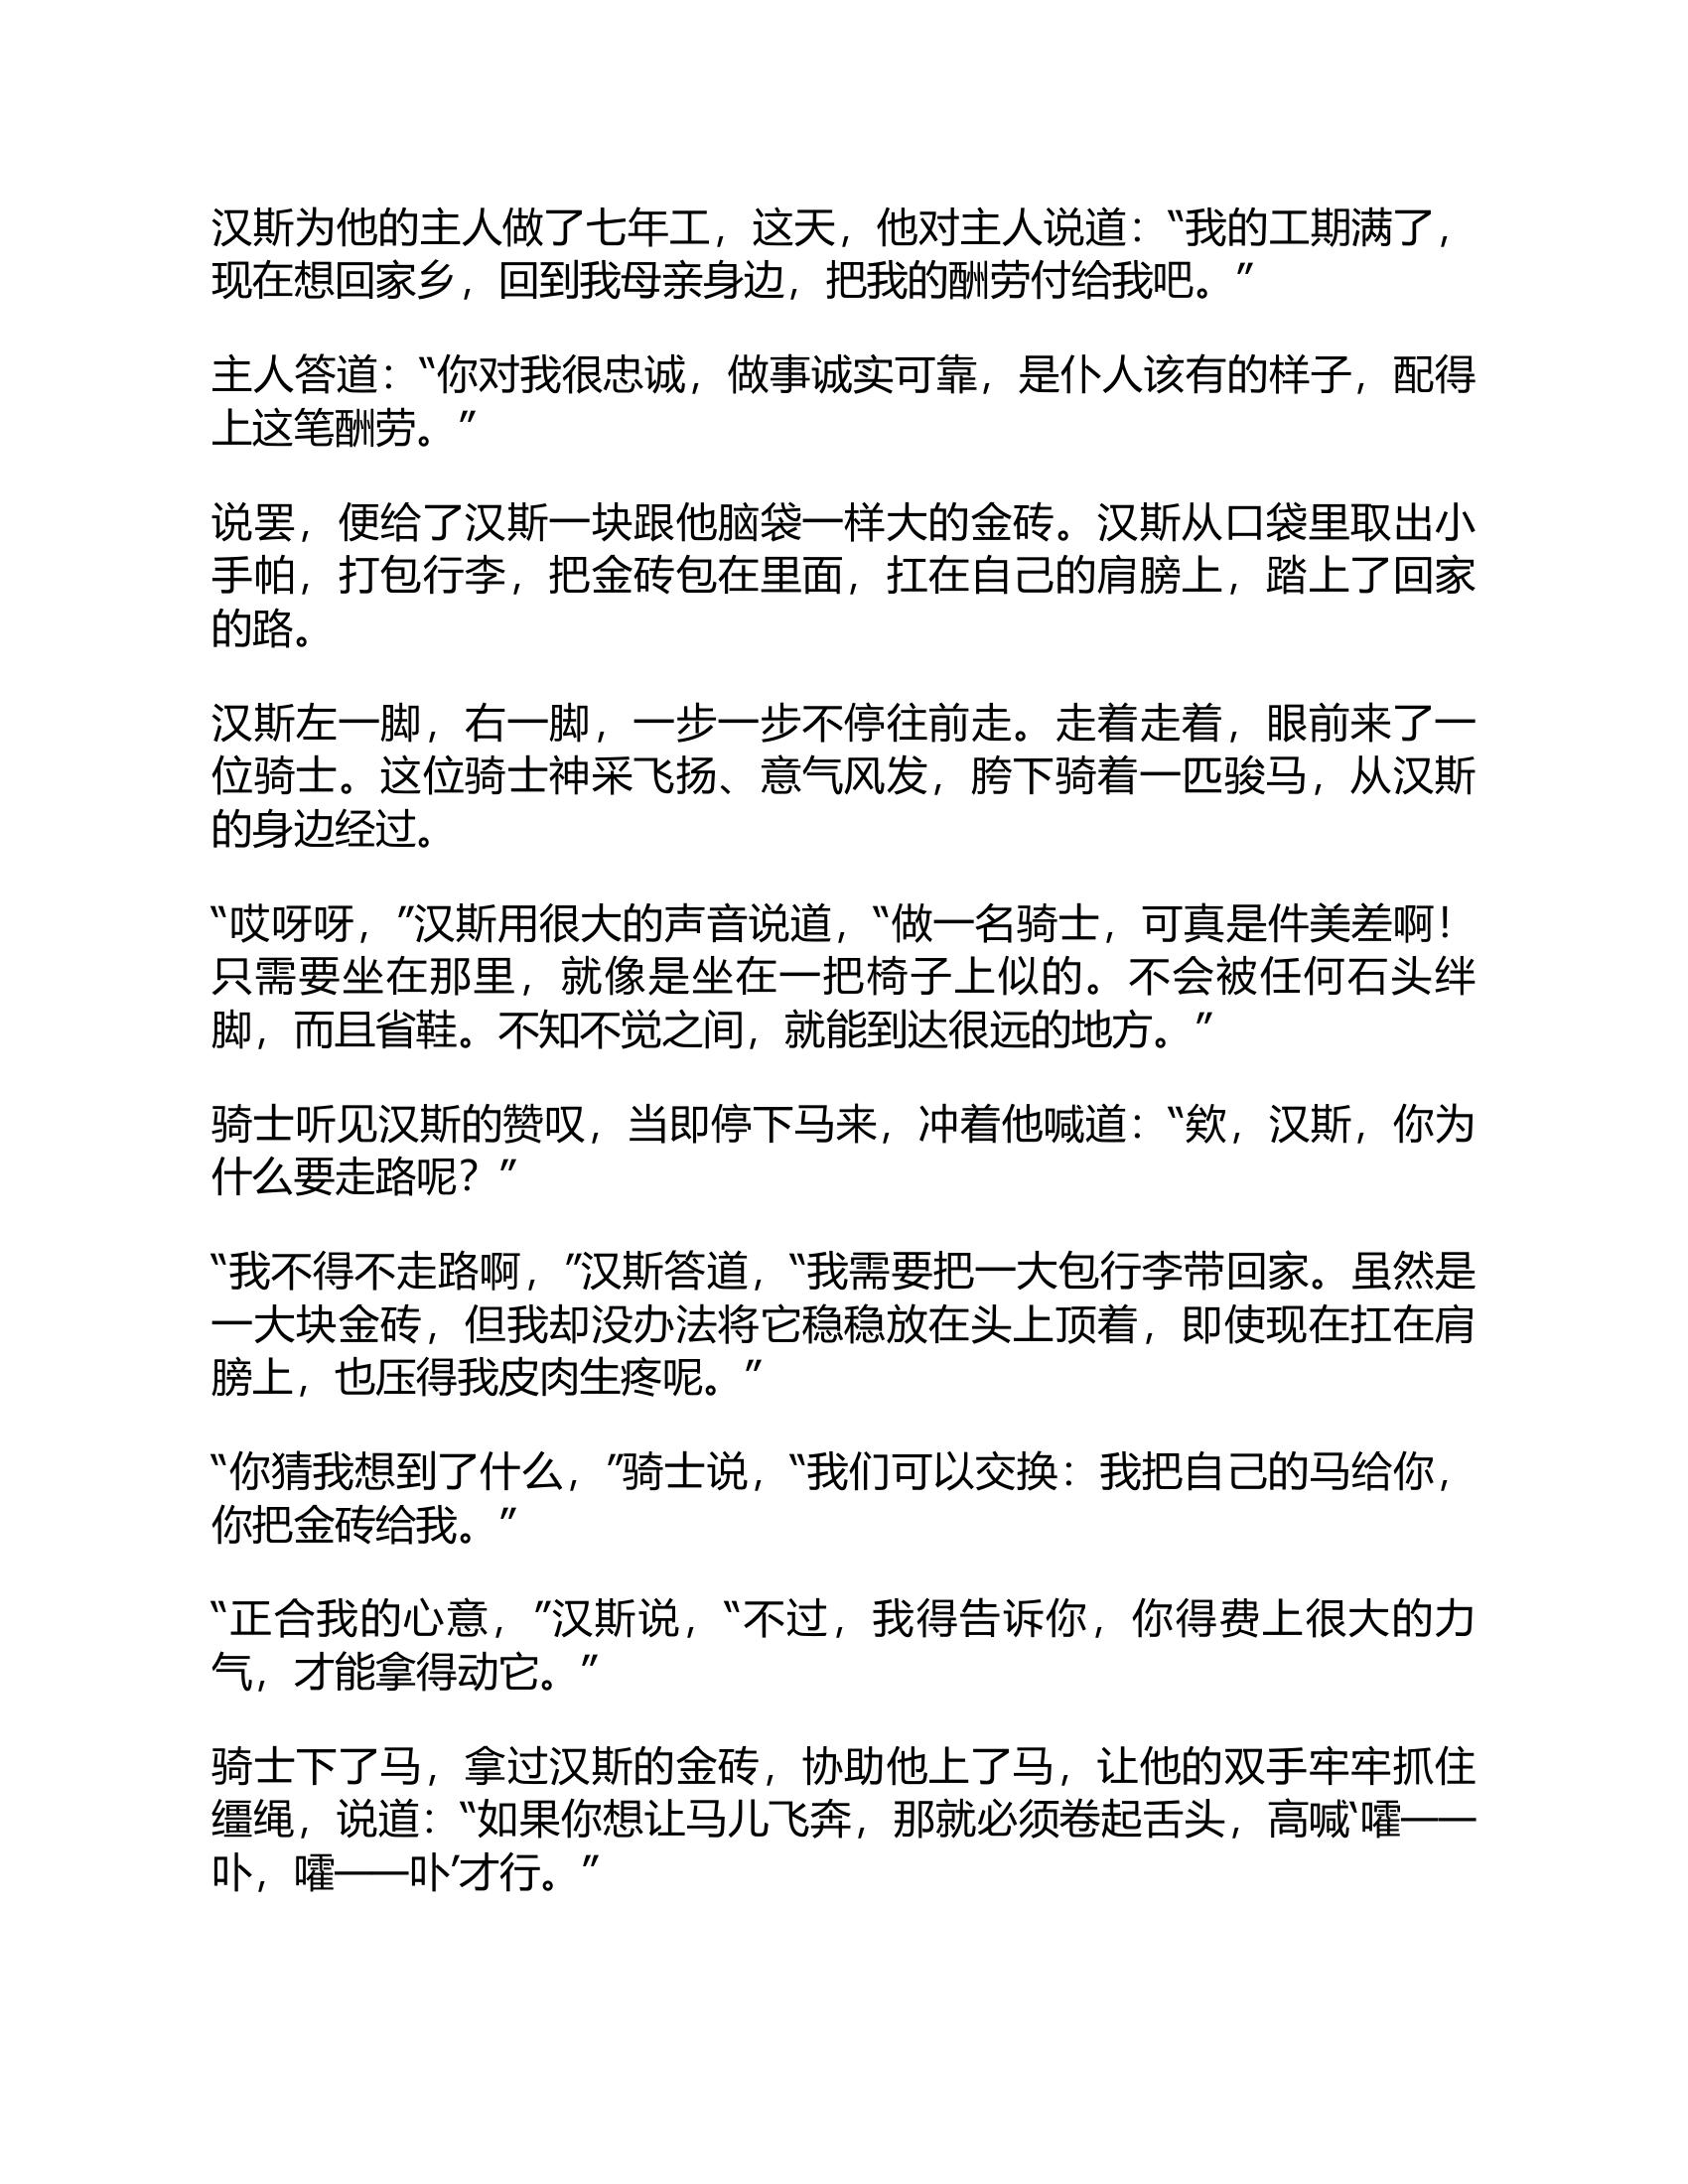 汉斯为他的主人做了七年工，这天，他对主人说道：“我的工期满了，
现在想回家乡，回到我母亲身边，把我的酬劳付给我吧。”
主人答道：“你对我很忠诚，做事诚实可靠，是仆人该有的样子，配得
上这笔酬劳。”
说罢，便给了汉斯一块跟他脑袋一样大的金砖。汉斯从口袋里取出小
手帕，打包行李，把金砖包在里面，扛在自己的肩膀上，踏上了回家
的路。
汉斯左一脚，右一脚，一步一步不停往前走。走着走着，眼前来了一
位骑士。这位骑士神采飞扬、意气风发，胯下骑着一匹骏马，从汉斯
的身边经过。
“哎呀呀，”汉斯用很大的声音说道，“做一名骑士，可真是件美差啊！
只需要坐在那里，就像是坐在一把椅子上似的。不会被任何石头绊
脚，而且省鞋。不知不觉之间，就能到达很远的地方。”
骑士听见汉斯的赞叹，当即停下马来，冲着他喊道：“欸，汉斯，你为
什么要走路呢？”
“我不得不走路啊，”汉斯答道，“我需要把一大包行李带回家。虽然是
一大块金砖，但我却没办法将它稳稳放在头上顶着，即使现在扛在肩
膀上，也压得我皮肉生疼呢。”
“你猜我想到了什么，”骑士说，“我们可以交换：我把自己的马给你，
你把金砖给我。”
“正合我的心意，”汉斯说，“不过，我得告诉你，你得费上很大的力
气，才能拿得动它。”
骑士下了马，拿过汉斯的金砖，协助他上了马，让他的双手牢牢抓住
缰绳，说道：“如果你想让马儿飞奔，那就必须卷起舌头，高喊‘嚯——
卟，嚯——卟’才行。”